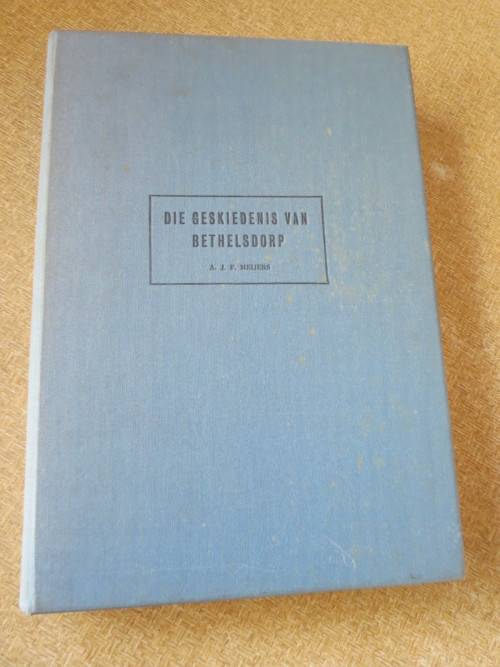 DIE GESKIEDENIS VAN
BETHELSDORP
A. J. F. MEIJERS